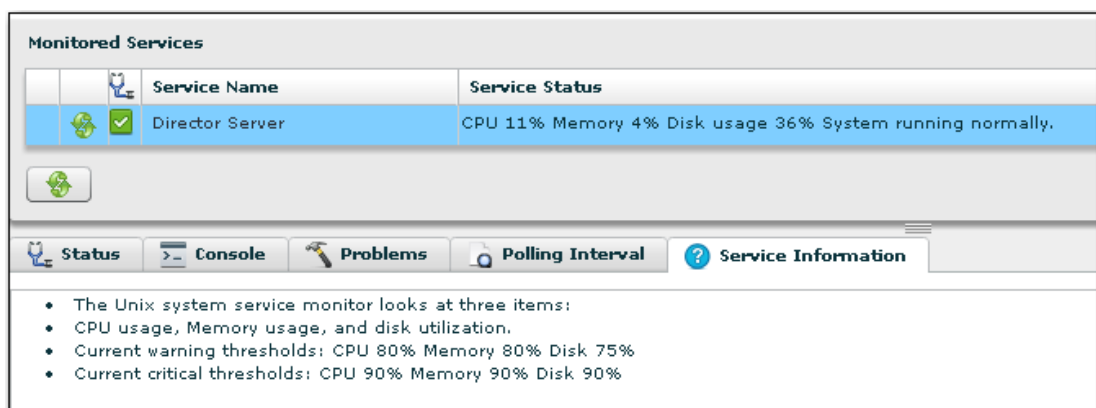 Monitored Services
Service Name Service Status
Director Server CPU 11% Memory 4% Disk usage 36% System running normally.
Status Console Problems Polling Interval Service Information
• The Unix system service monitor looks at three items:
• CPU usage, Memory usage, and disk utilization.
• Current warning thresholds: CPU 80% Memory 80% Disk 75%
• Current critical thresholds: CPU 90% Memory 90% Disk 90%